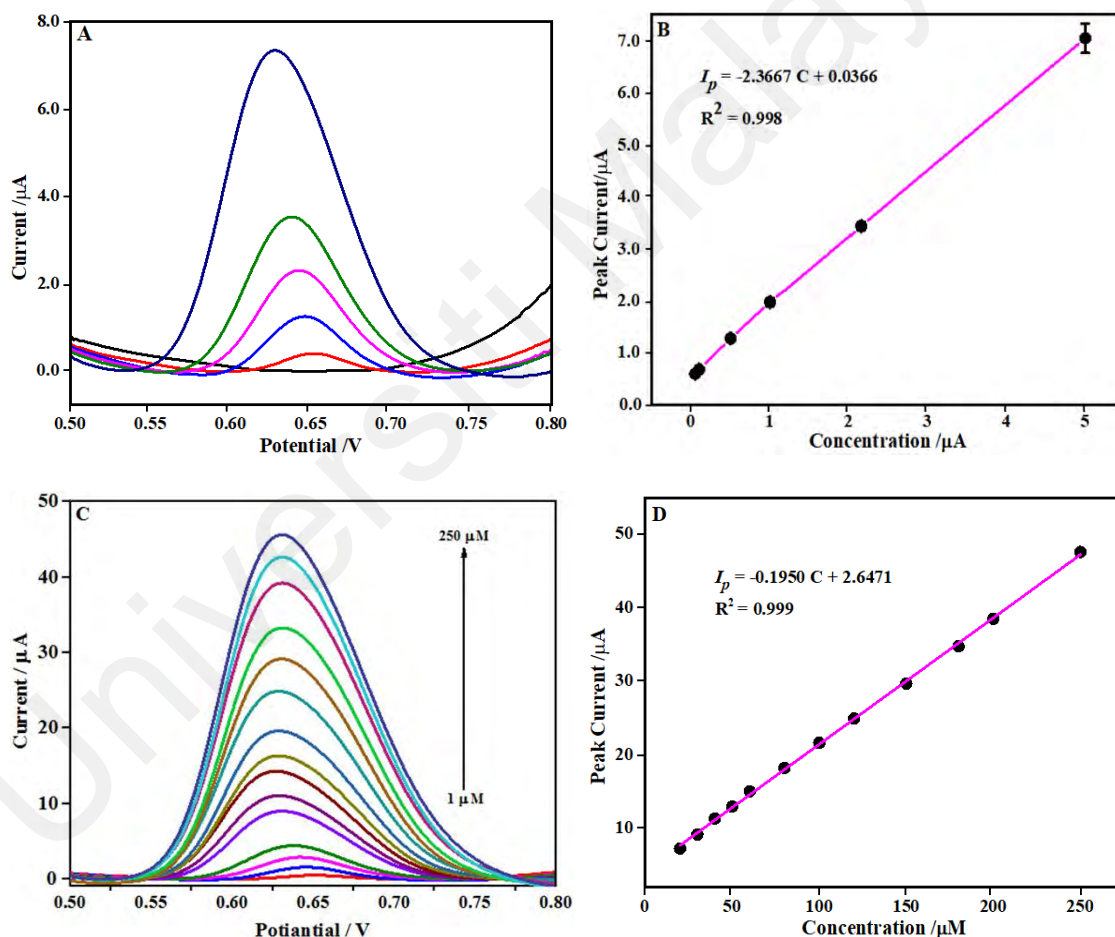 A
8.0
6.0
4.0
2.0
0.0
0.50 0.55 0.60 0.65 0.70 0.75 0.80
Current /μA
Potential /V
B
7.0
6.0
5.0
4.0
3.0
2.0
1.0
0.0
0 1 2 3 4 5
Peak Current/μA
Concentration /μA
I_p = -2.3667 C + 0.0366
R² = 0.998
C
50
40
30
20
10
0
0.50 0.55 0.60 0.65 0.70 0.75 0.80
Current / μ A
Potiantial / V
250 μM
1 μM
D
50
40
30
20
10
0 50 100 150 200 250
Peak Current /μA
Concentration /μM
I_p = -0.1950 C + 2.6471
R² = 0.999
Universiti Malay